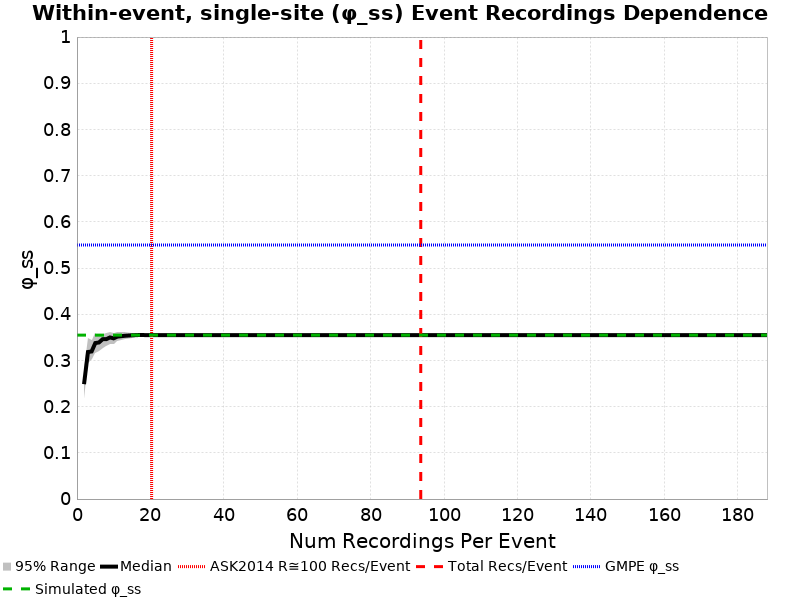 Within-event, single-site (φ_ss) Event Recordings Dependence
1
0.9
0.8
0.7
0.6
0.5
0.4
0.3
0.2
0.1
0
φ_ss
0 20 40 60 80 100 120 140 160 180
Num Recordings Per Event
95% Range Median ASK2014 R≅100 Recs/Event Total Recs/Event GMPE φ_ss
Simulated φ_ss